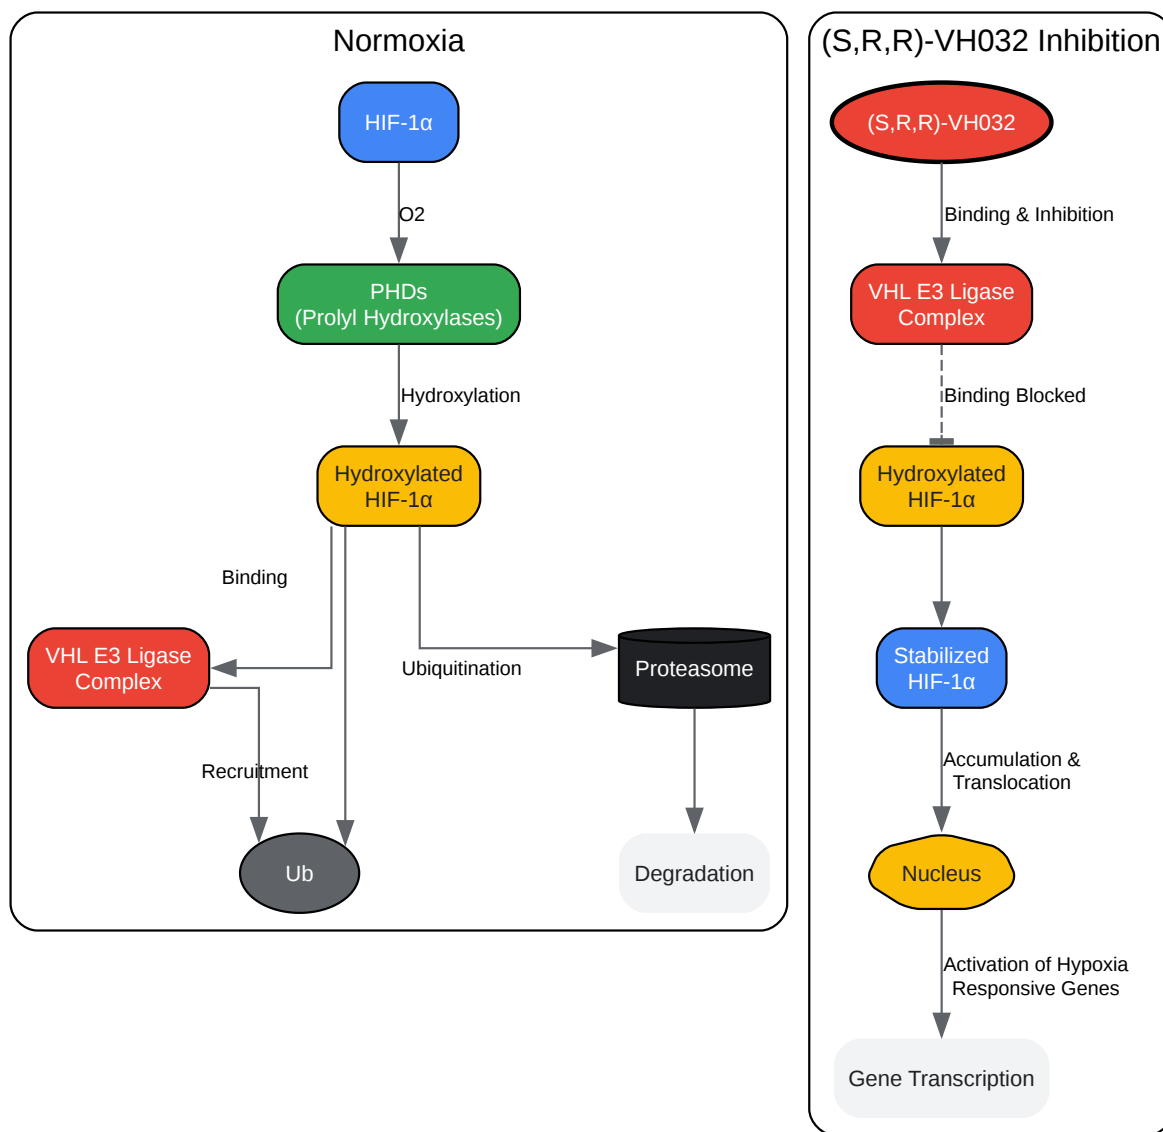 Normoxia
HIF-1α
O2
PHDs
(Prolyl Hydroxylases)
Hydroxylation
Hydroxylated
HIF-1α
Binding
VHL E3 Ligase
Complex
Ubiquitination
Proteasome
Recruitment
Ub
Degradation
(S,R,R)-VH032 Inhibition
(S,R,R)-VH032
Binding & Inhibition
VHL E3 Ligase
Complex
Binding Blocked
Hydroxylated
HIF-1α
Stabilized
HIF-1α
Accumulation &
Translocation
Nucleus
Activation of Hypoxia
Responsive Genes
Gene Transcription